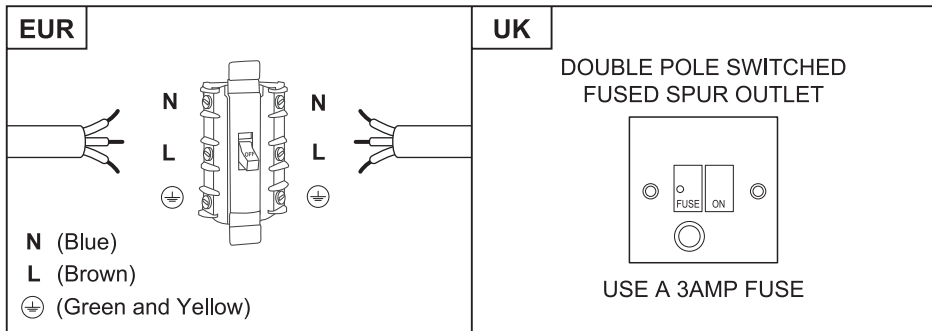 EUR
N
N
L
L
OFF
N (Blue)
L (Brown)
(Green and Yellow)
UK
DOUBLE POLE SWITCHED
FUSED SPUR OUTLET
FUSE
ON
USE A 3AMP FUSE